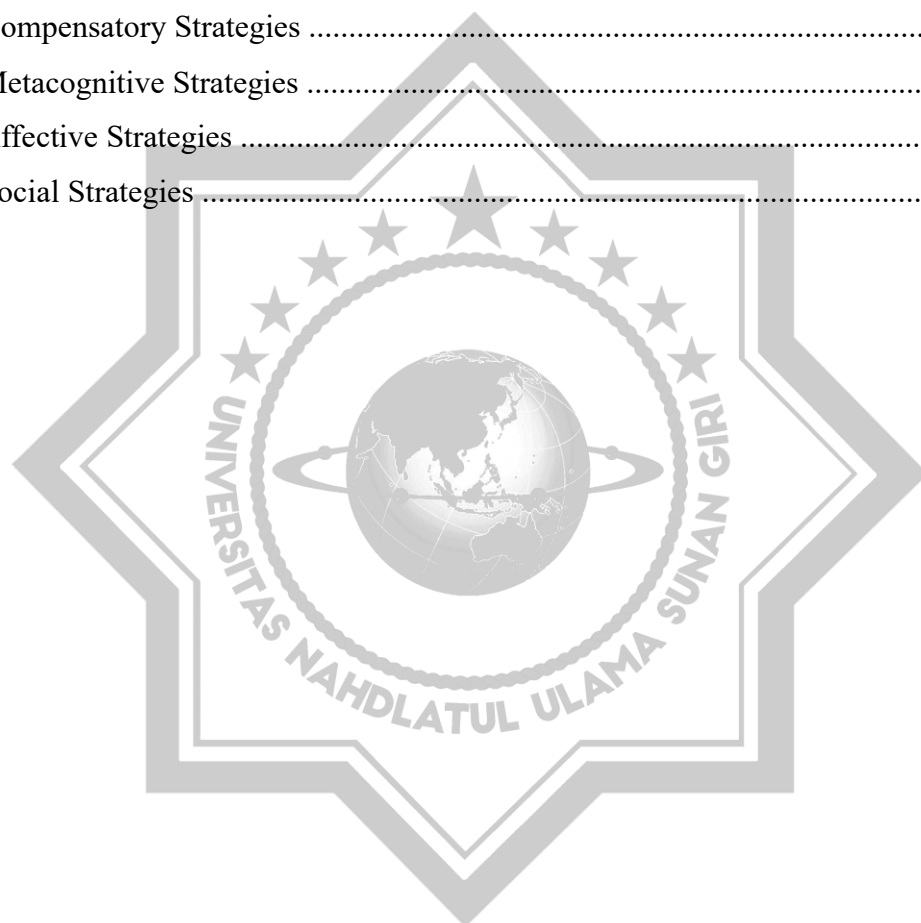 ompensatory Strategies ....................................................................................
Metacognitive Strategies ....................................................................................
ffective Strategies ............................................................................................
ocial Strategies .................................................................................................
UNIVERSITAS NAHDLATUL ULAMA SUNAN GIRI